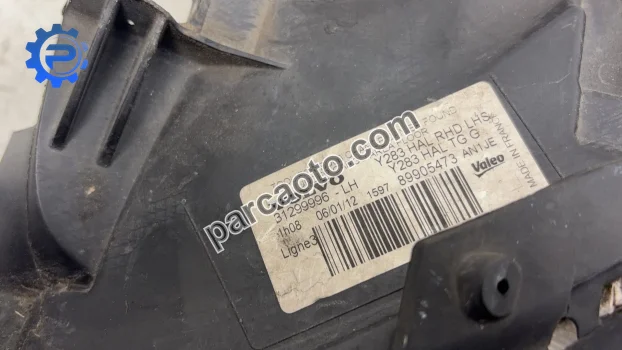 Y283 HAL RHD LHS
Y283 HAL TG G
31299996 - LH
89905473 AN1JE
1h08 06/01/12 1597
Valeo
Ligne3
MADE IN FRANCE
parcaoto.com